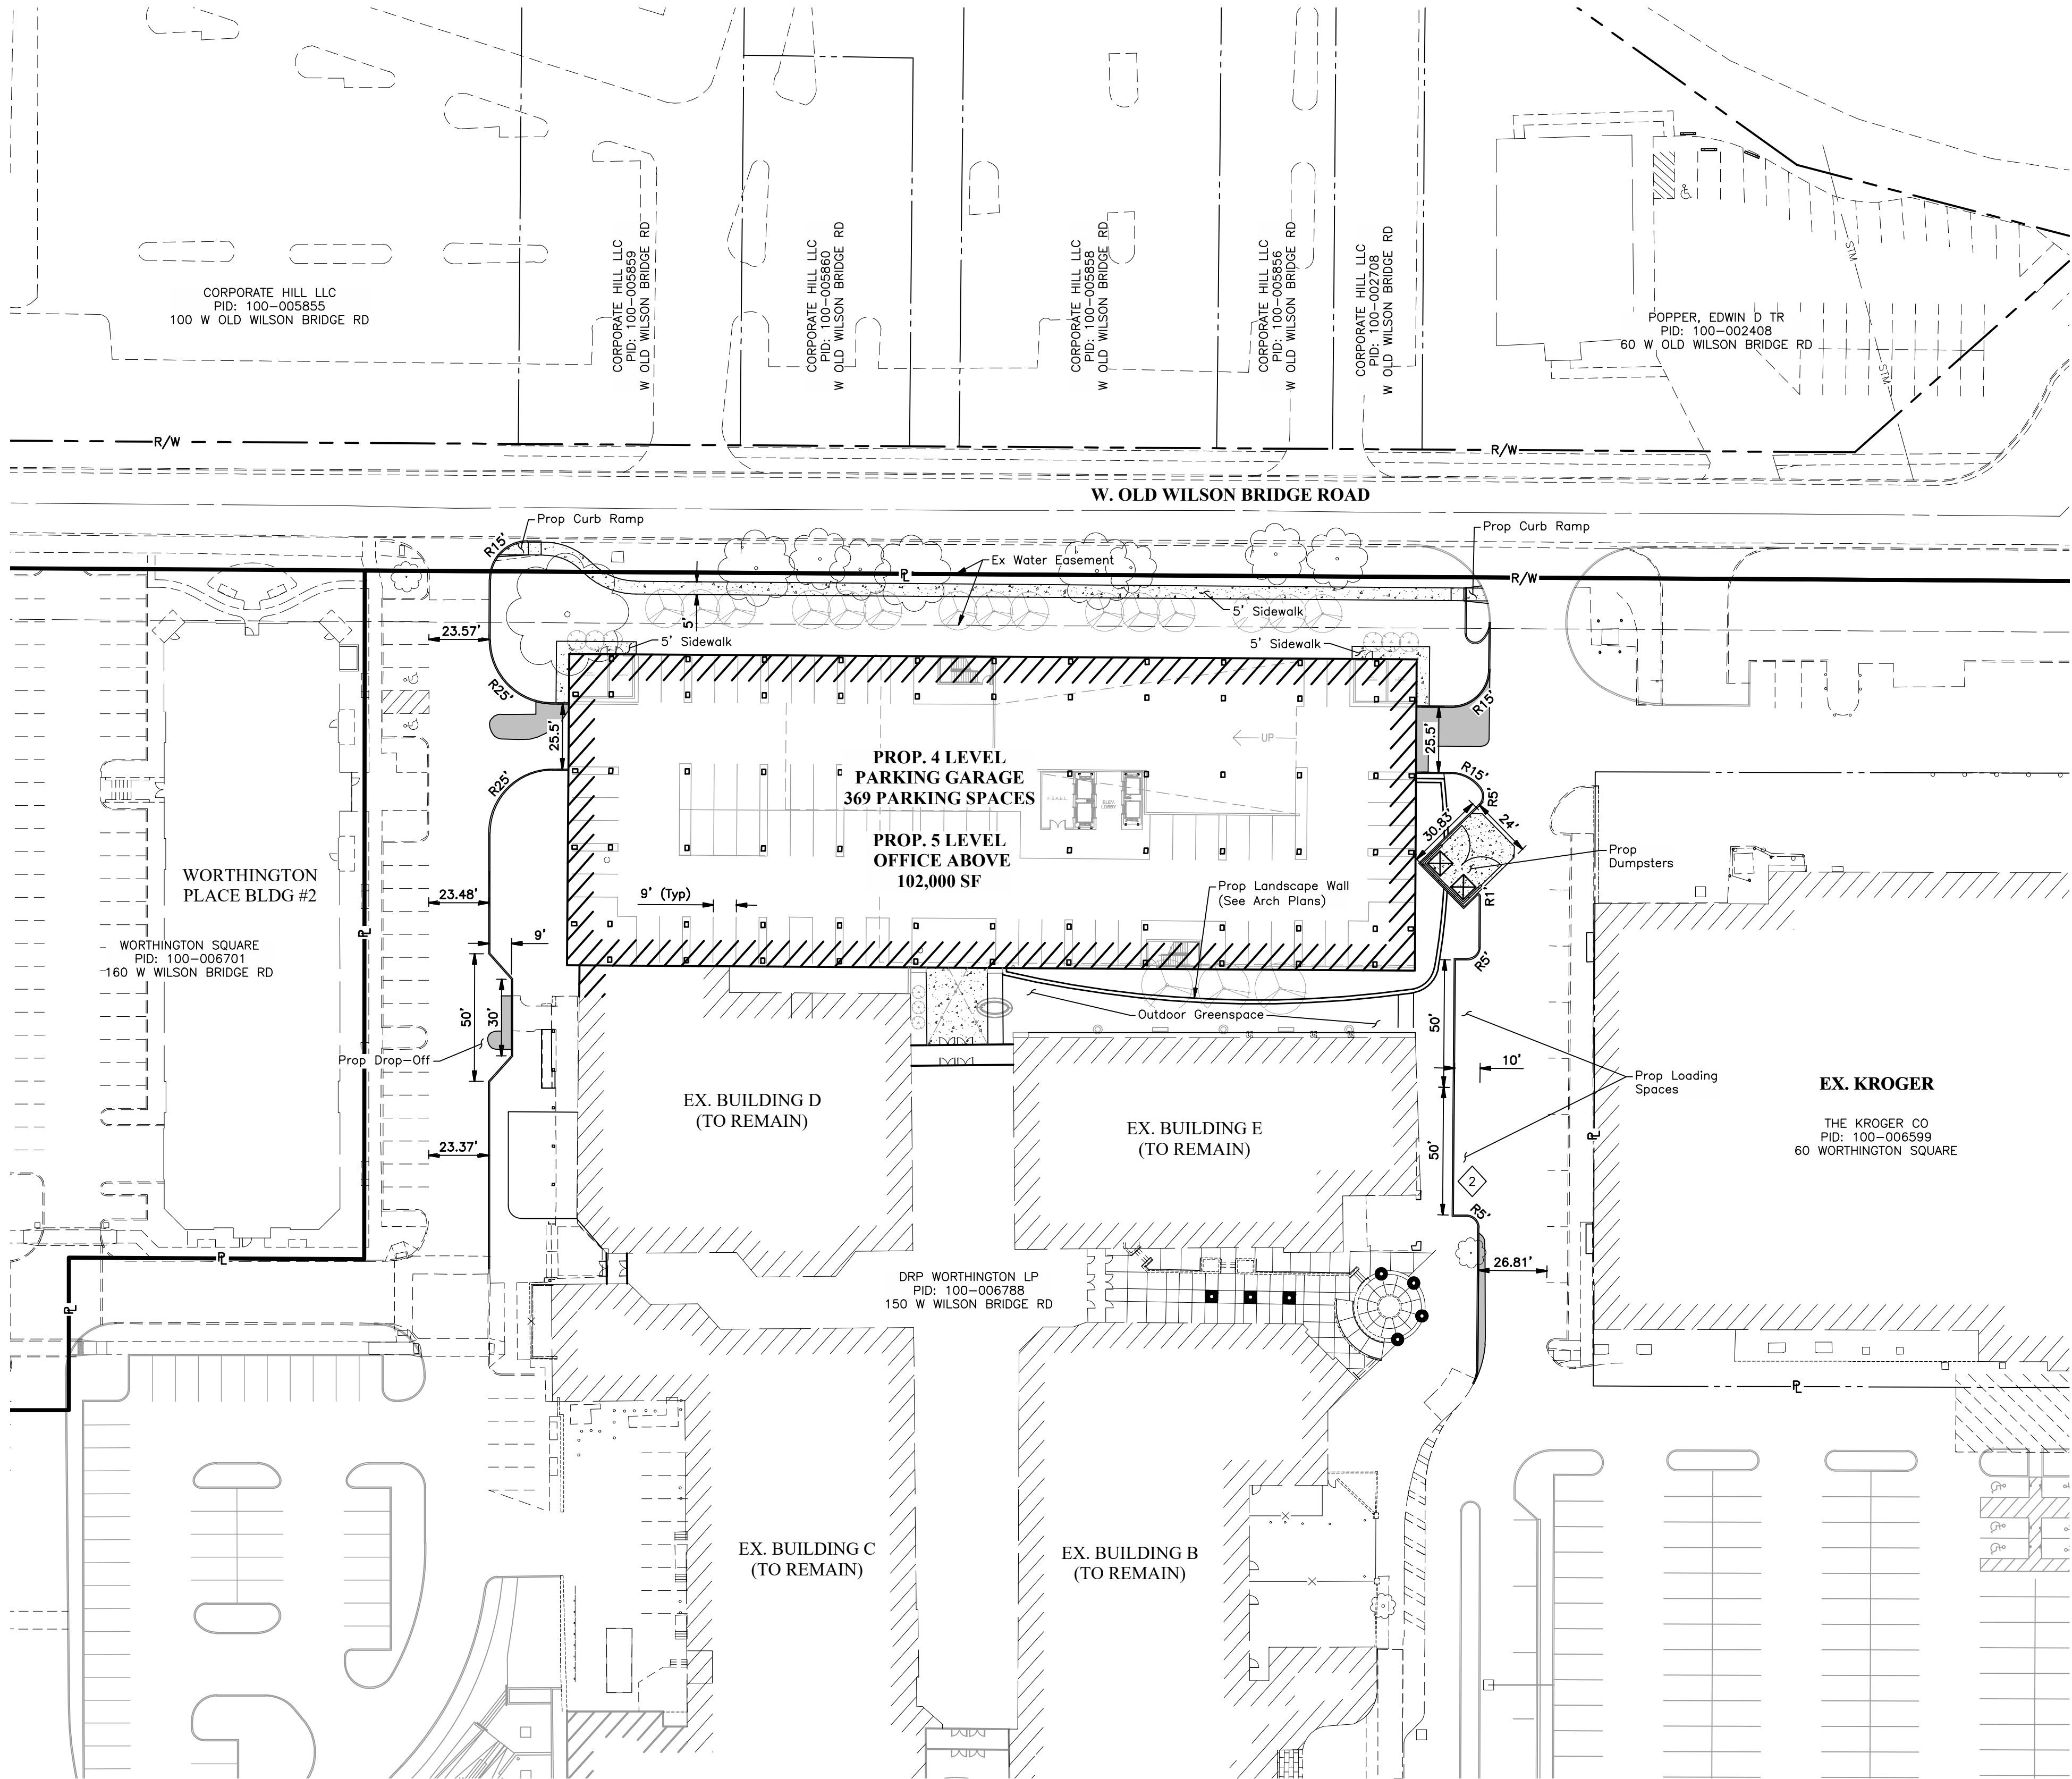 CORPORATE HILL LLC
PID: 100-005855
100 W OLD WILSON BRIDGE RD
CORPORATE HILL LLC
PID: 100-005859
W OLD WILSON BRIDGE RD
CORPORATE HILL LLC
PID: 100-005860
W OLD WILSON BRIDGE RD
CORPORATE HILL LLC
PID: 100-005858
W OLD WILSON BRIDGE RD
CORPORATE HILL LLC
PID: 100-005856
W OLD WILSON BRIDGE RD
CORPORATE HILL LLC
PID: 100-002708
W OLD WILSON BRIDGE RD
POPPER, EDWIN D TR
PID: 100-002408
60 W OLD WILSON BRIDGE RD
STM
STM
R/W
R/W
W. OLD WILSON BRIDGE ROAD
Prop Curb Ramp
Prop Curb Ramp
R15'
Ex Water Easement
PL
R/W
5'
5' Sidewalk
23.57'
5' Sidewalk
5' Sidewalk
R25'
25.5'
R15'
25.5'
UP
PROP. 4 LEVEL
PARKING GARAGE
369 PARKING SPACES
ELEV.
LOBBY
R25'
R15'
R5'
30.83'
24'
PROP. 5 LEVEL
OFFICE ABOVE
102,000 SF
Prop
Dumpsters
WORTHINGTON
PLACE BLDG #2
23.48'
9' (Typ)
Prop Landscape Wall
(See Arch Plans)
R1'
PL
9'
WORTHINGTON SQUARE
PID: 100-006701
160 W WILSON BRIDGE RD
R5'
50'
30'
Outdoor Greenspace
50'
Prop Drop-Off
10'
Prop Loading
Spaces
EX. KROGER
EX. BUILDING D
(TO REMAIN)
EX. BUILDING E
(TO REMAIN)
THE KROGER CO
PID: 100-006599
60 WORTHINGTON SQUARE
PL
23.37'
50'
2
R5'
PL
26.81'
DRP WORTHINGTON LP
PID: 100-006788
150 W WILSON BRIDGE RD
PL
PL
EX. BUILDING C
(TO REMAIN)
EX. BUILDING B
(TO REMAIN)